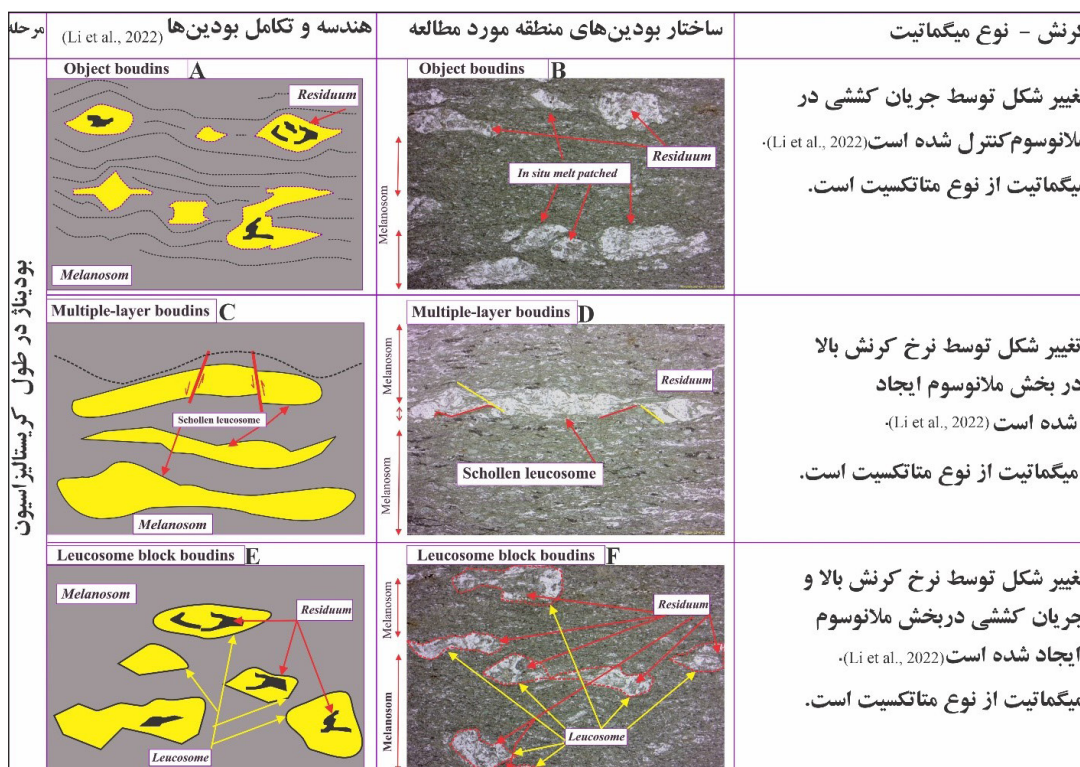 کرنش - نوع میگماتیت
ساختار بودین‌های منطقه مورد مطالعه
هندسه و تکامل بودین‌ها (Li et al., 2022)
مرحله
بودیناژ در طول کریستالیزاسیون
Object boudins A
Residuum
Melanosom
Object boudins B
Residuum
In situ melt patched
Melanosom
تغییر شکل توسط جریان کششی در
ملانوسوم کنترل شده است (Li et al., 2022).
میگماتیت از نوع متاتکسیت است.
Multiple-layer boudins C
Schollen leucosome
Melanosom
Multiple-layer boudins D
Residuum
Schollen leucosome
Melanosom
Melanosom
تغییر شکل توسط نرخ کرنش بالا
در بخش ملانوسوم ایجاد
شده است (Li et al., 2022).
میگماتیت از نوع متاتکسیت است.
Leucosome block boudins E
Melanosom
Residuum
Leucosome
Leucosome block boudins F
Residuum
Leucosome
Melanosom
Melanosom
تغییر شکل توسط نرخ کرنش بالا و
جریان کششی دربخش ملانوسوم
ایجاد شده است (Li et al., 2022).
میگماتیت از نوع متاتکسیت است.